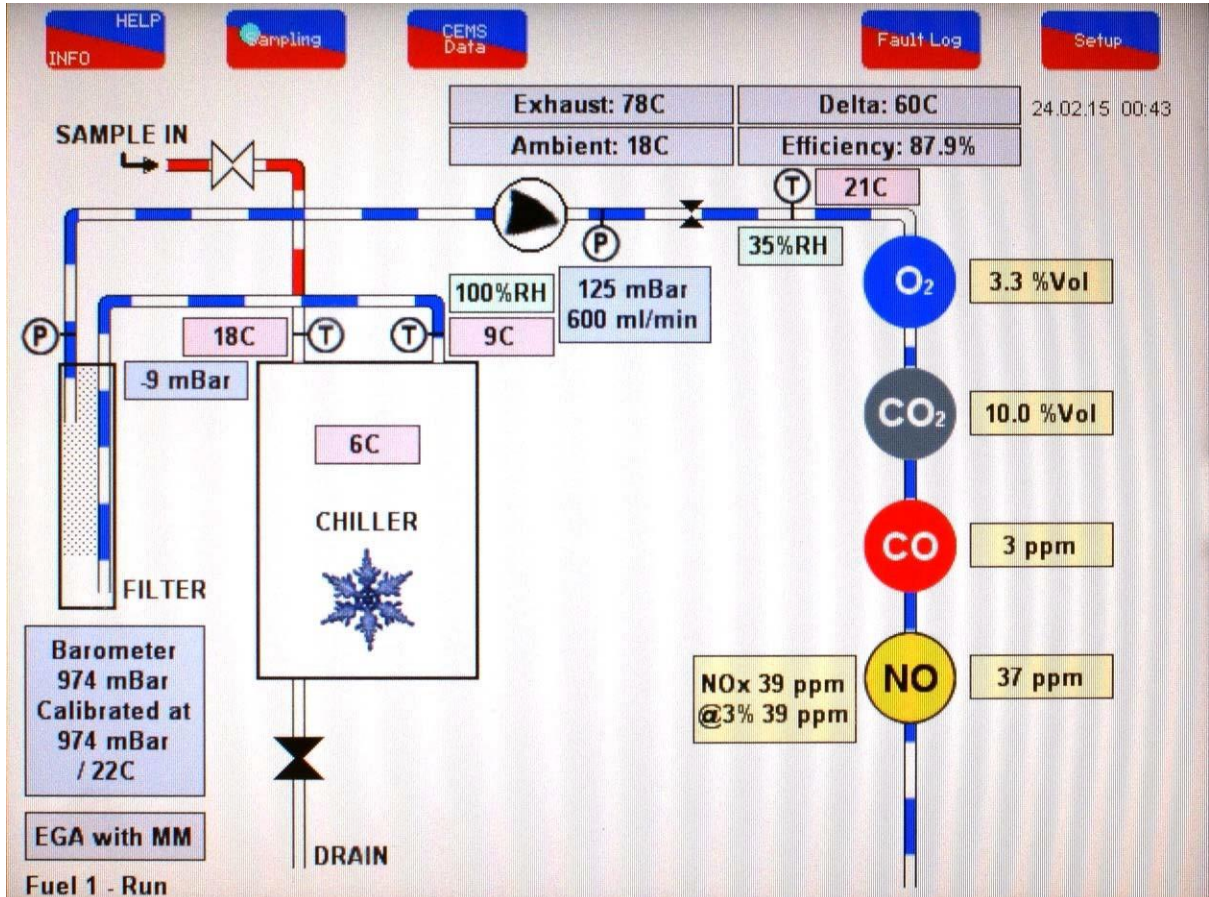 HELP
INFO
Sampling
CEMS
Data
Fault Log
Setup
Exhaust: 78C
Delta: 60C
24.02.15 00:43
Ambient: 18C
Efficiency: 87.9%
SAMPLE IN
T
21C
P
35%RH
O2
3.3 %Vol
100%RH
125 mBar
600 ml/min
P
18C
T
T
9C
-9 mBar
CO2
10.0 %Vol
6C
CHILLER
CO
3 ppm
FILTER
Barometer
974 mBar
Calibrated at
974 mBar
/ 22C
NOx 39 ppm
@3% 39 ppm
NO
37 ppm
EGA with MM
DRAIN
Fuel 1 - Run